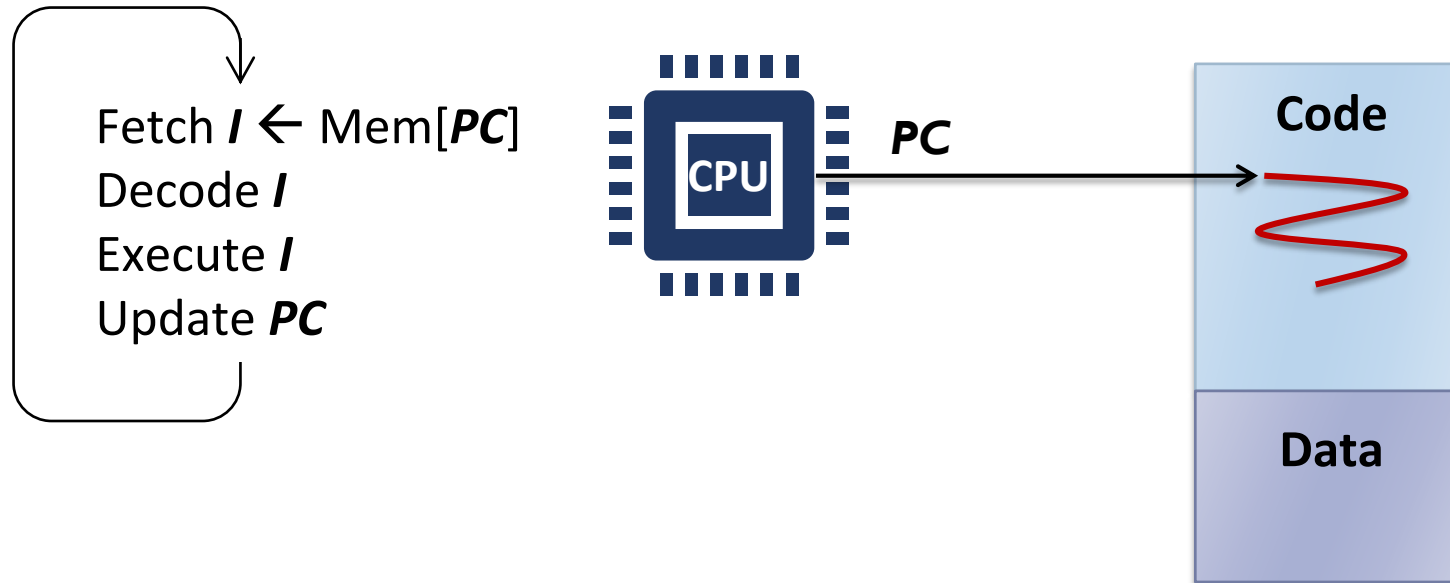 Fetch I ← Mem[PC]
Decode I
Execute I
Update PC
CPU
PC
Code
Data